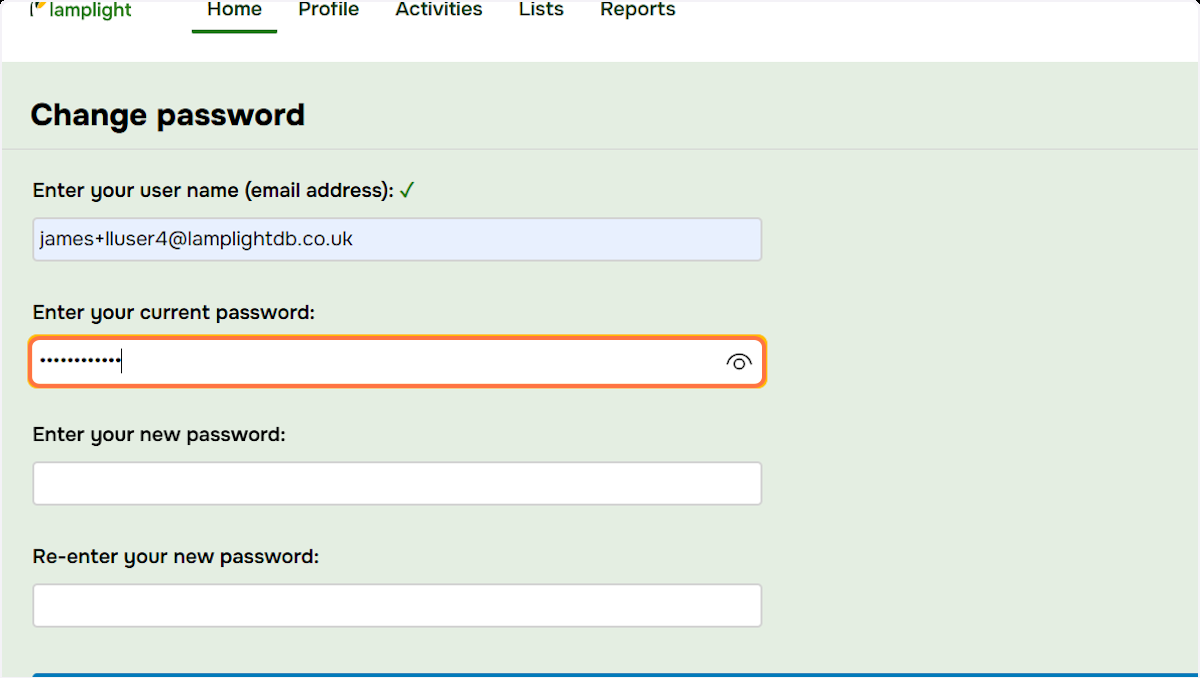 lamplight Home Profile Activities Lists Reports
Change password
Enter your user name (email address): ✓
james+lluser4@lamplightdb.co.uk
Enter your current password:
••••••••••••
Enter your new password:
Re-enter your new password: